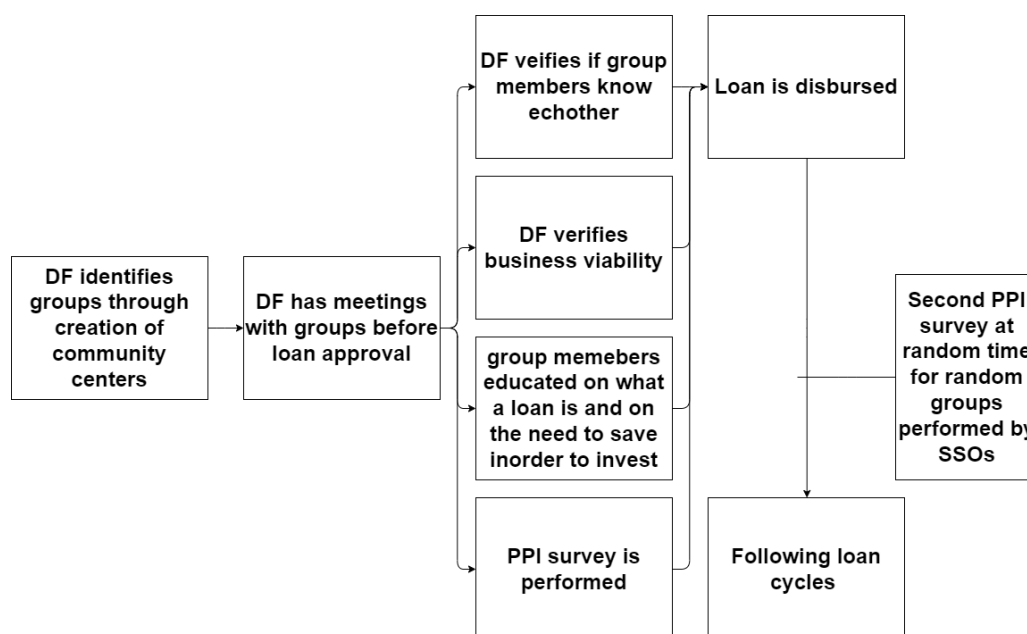 DF identifies
groups through
creation of
community
centers
DF has meetings
with groups before
loan approval
DF veifies if group
members know
echother
DF verifies
business viability
group memebers
educated on what
a loan is and on
the need to save
inorder to invest
PPI survey is
performed
Loan is disbursed
Second PPI
survey at
random time
for random
groups
performed by
SSOs
Following loan
cycles